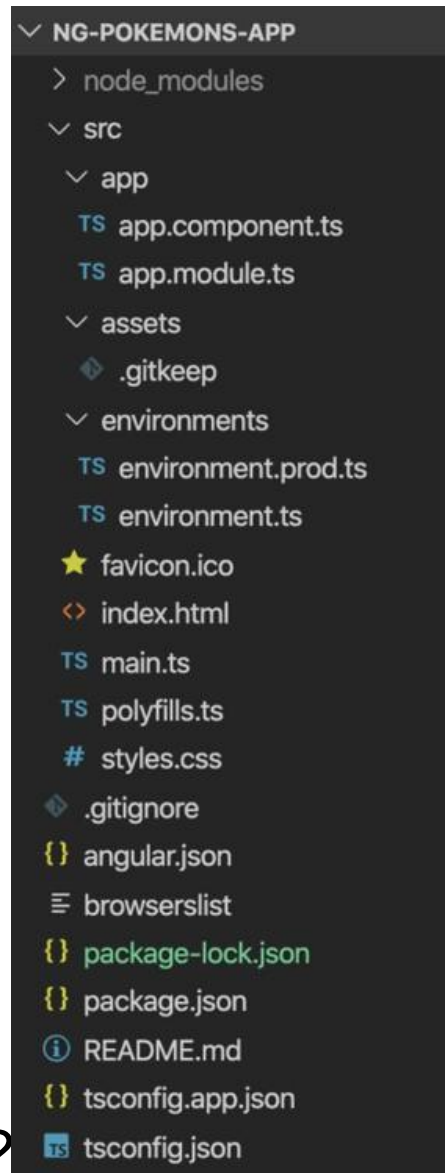 NG-POKEMONS-APP
node_modules
src
app
TS app.component.ts
TS app.module.ts
assets
.gitkeep
environments
TS environment.prod.ts
TS environment.ts
favicon.ico
<> index.html
TS main.ts
TS polyfills.ts
# styles.css
.gitignore
{} angular.json
browserslist
{} package-lock.json
{} package.json
README.md
{} tsconfig.app.json
TS tsconfig.json